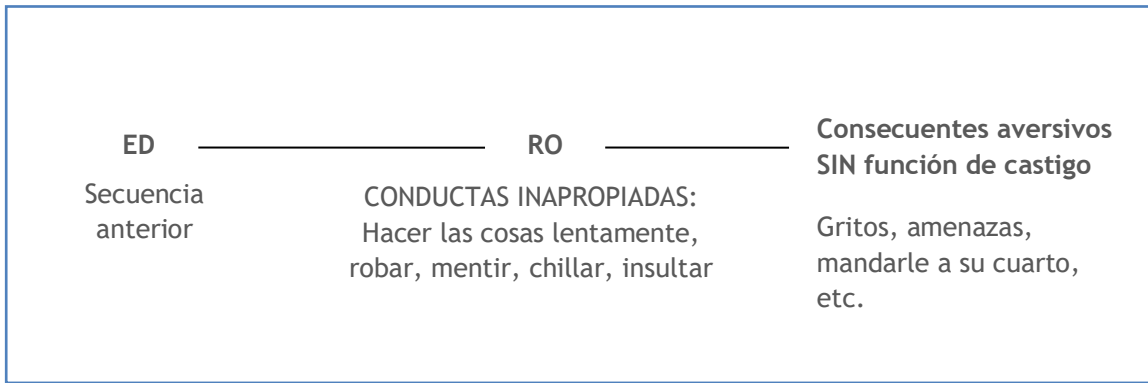 ED
Secuencia
anterior
RO
CONDUCTAS INAPROPIADAS:
Hacer las cosas lentamente,
robar, mentir, chillar, insultar
Consecuentes aversivos
SIN función de castigo
Gritos, amenazas,
mandarle a su cuarto,
etc.